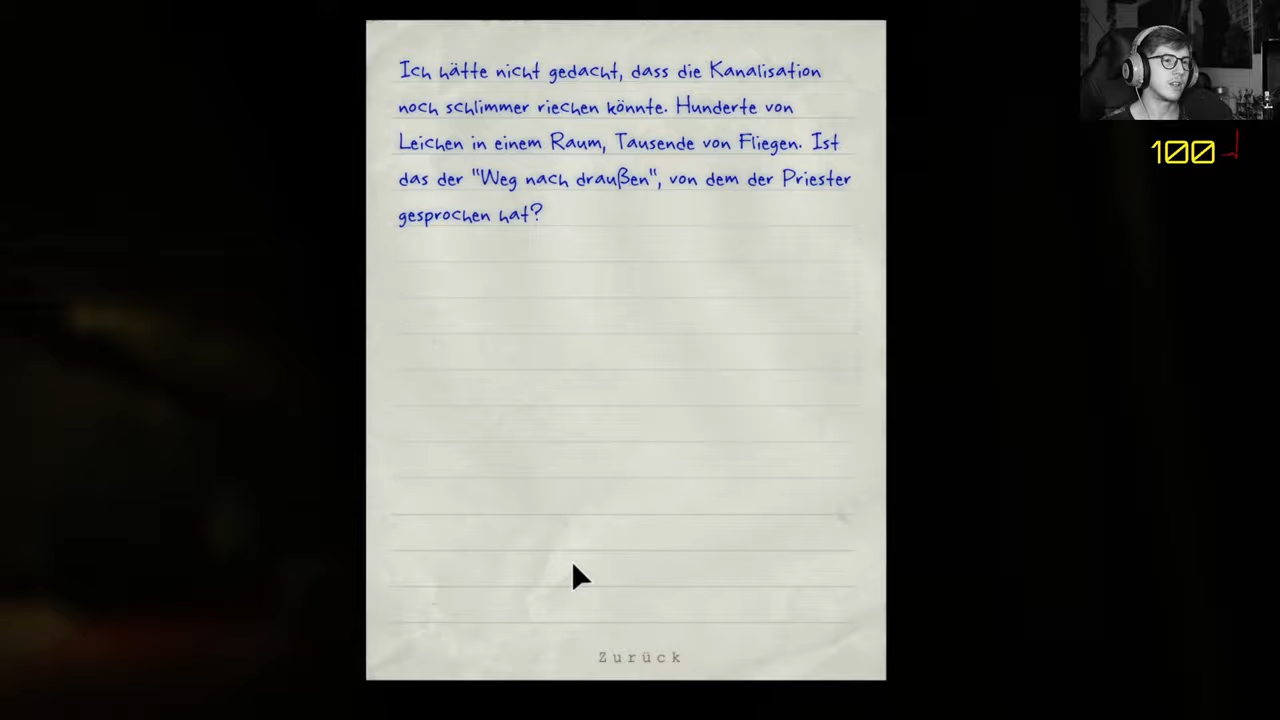 Ich hätte nicht gedacht, dass die Kanalisation
noch schlimmer riechen könnte. Hunderte von
Leichen in einem Raum, Tausende von Fliegen. Ist
das der "Weg nach draußen", von dem der Priester
gesprochen hat?
100
Zurück